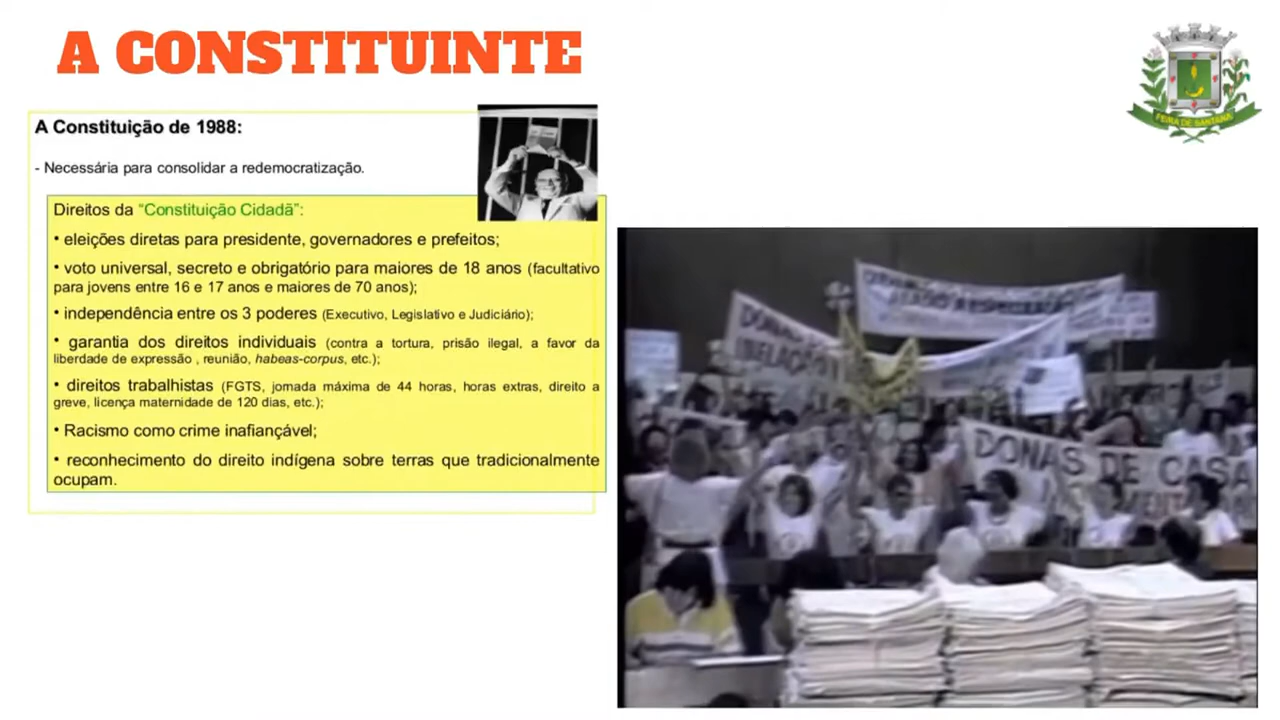 A CONSTITUINTE
FEIRA DE SANTANA
A Constituição de 1988:
- Necessária para consolidar a redemocratização.
Direitos da “Constituição Cidadã”:
• eleições diretas para presidente, governadores e prefeitos;
• voto universal, secreto e obrigatório para maiores de 18 anos (facultativo
para jovens entre 16 e 17 anos e maiores de 70 anos);
• independência entre os 3 poderes (Executivo, Legislativo e Judiciário);
• garantia dos direitos individuais (contra a tortura, prisão ilegal, a favor da
liberdade de expressão , reunião, habeas-corpus, etc.);
• direitos trabalhistas (FGTS, jornada máxima de 44 horas, horas extras, direito a
greve, licença maternidade de 120 dias, etc.);
• Racismo como crime inafiançável;
• reconhecimento do direito indígena sobre terras que tradicionalmente
ocupam.
DONAS DE CASA